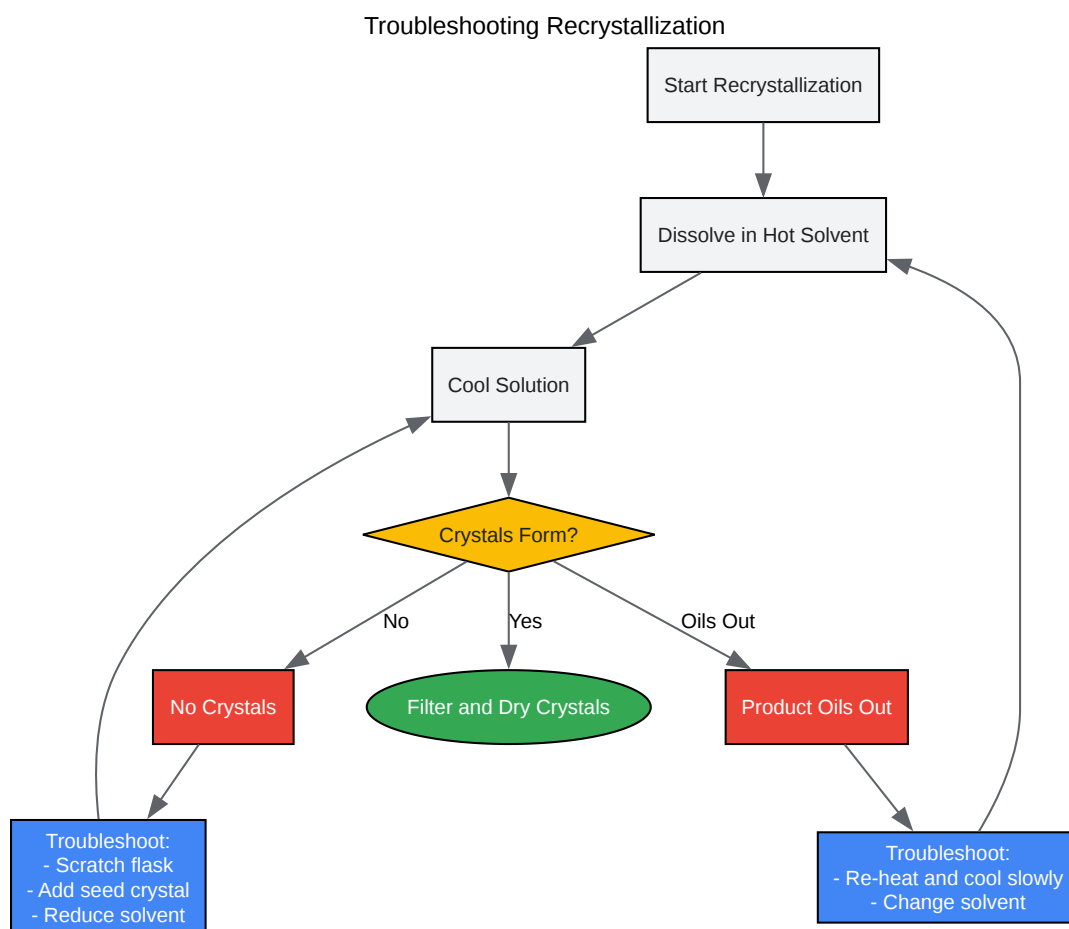 Troubleshooting Recrystallization
Start Recrystallization
Dissolve in Hot Solvent
Cool Solution
Crystals Form?
No
Yes
Oils Out
No Crystals
Filter and Dry Crystals
Product Oils Out
Troubleshoot:
- Scratch flask
- Add seed crystal
- Reduce solvent
Troubleshoot:
- Re-heat and cool slowly
- Change solvent